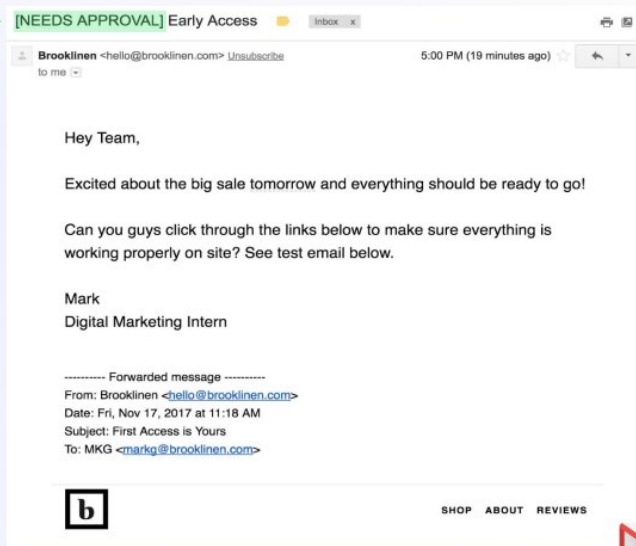 [NEEDS APPROVAL] Early Access Inbox x
Brooklinen <hello@brooklinen.com> Unsubscribe 5:00 PM (19 minutes ago)
to me
Hey Team,
Excited about the big sale tomorrow and everything should be ready to go!
Can you guys click through the links below to make sure everything is
working properly on site? See test email below.
Mark
Digital Marketing Intern
---------- Forwarded message ----------
From: Brooklinen <hello@brooklinen.com>
Date: Fri, Nov 17, 2017 at 11:18 AM
Subject: First Access is Yours
To: MKG <markg@brooklinen.com>
b SHOP ABOUT REVIEWS